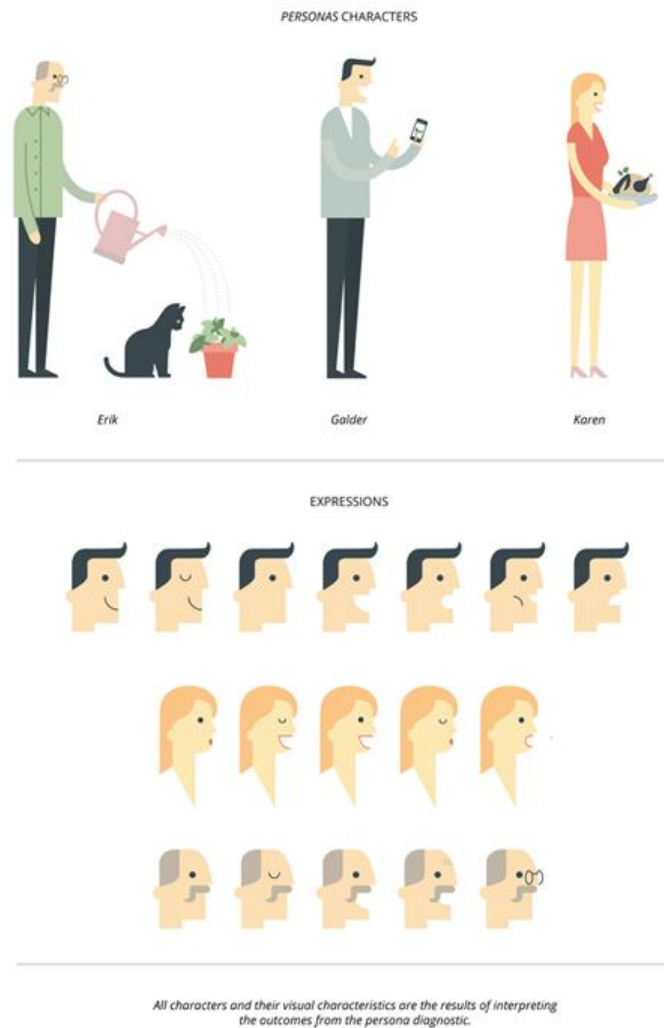 PERSONAS CHARACTERS
Erik
Galder
Karen
EXPRESSIONS
All characters and their visual characteristics are the results of interpreting
the outcomes from the persona diagnostic.